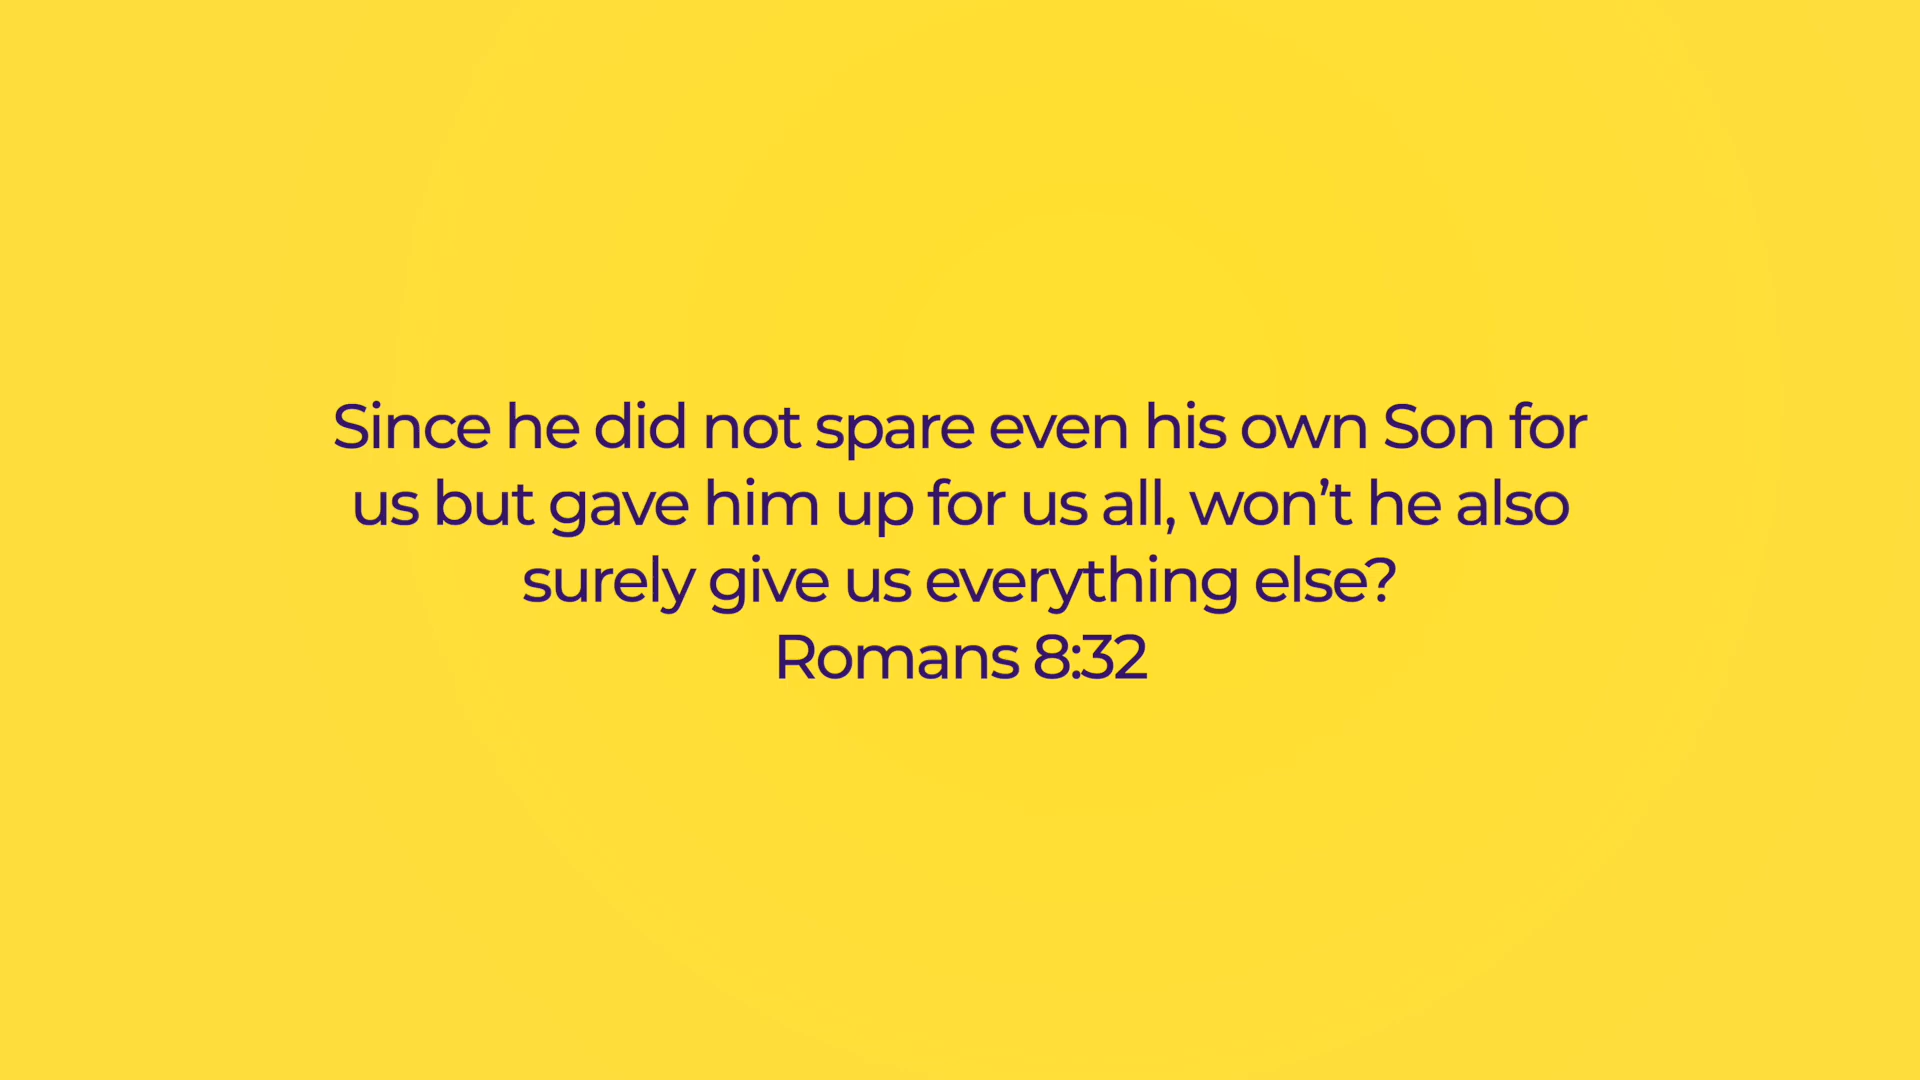 Since he did not spare even his own Son for
us but gave him up for us all, won’t he also
surely give us everything else?
Romans 8:32